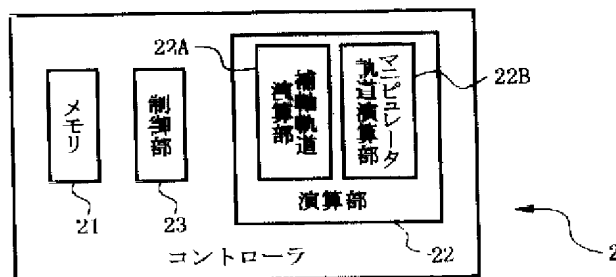 22A
22B
メモリ
制御部
補軸軌道
演算部
マニピュレータ
軌道演算部
演算部
21
23
22
コントローラ
2